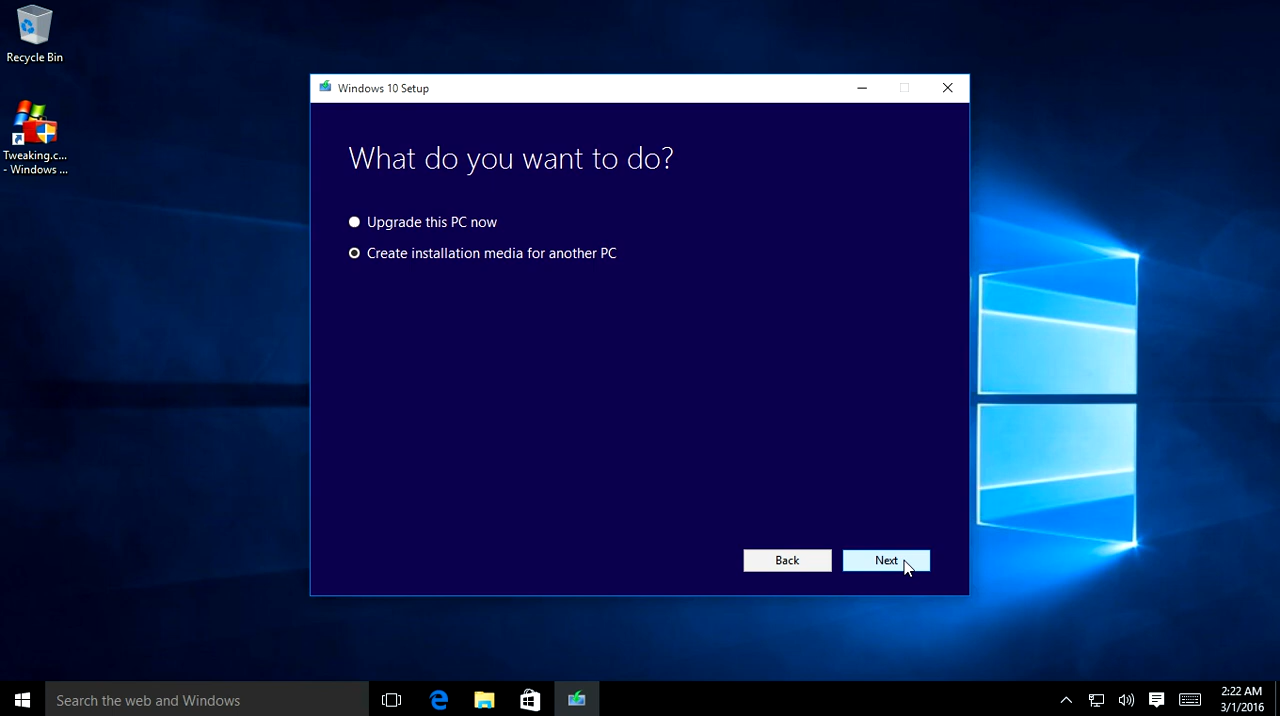 Recycle Bin
Tweaking.c...
- Windows ...
Windows 10 Setup
What do you want to do?
Upgrade this PC now
Create installation media for another PC
Back
Next
Search the web and Windows
2:22 AM
3/1/2016